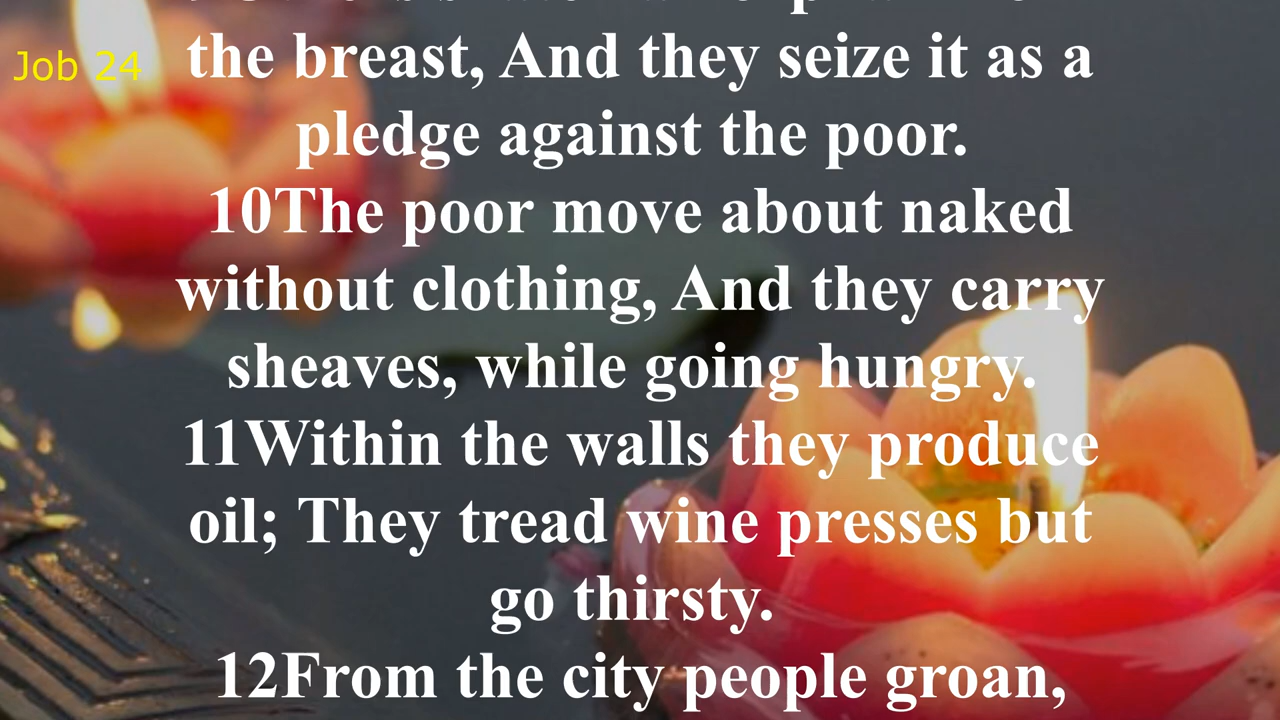 Job 24
the breast, And they seize it as a
pledge against the poor.
10The poor move about naked
without clothing, And they carry
sheaves, while going hungry.
11Within the walls they produce
oil; They tread wine presses but
go thirsty.
12From the city people groan,